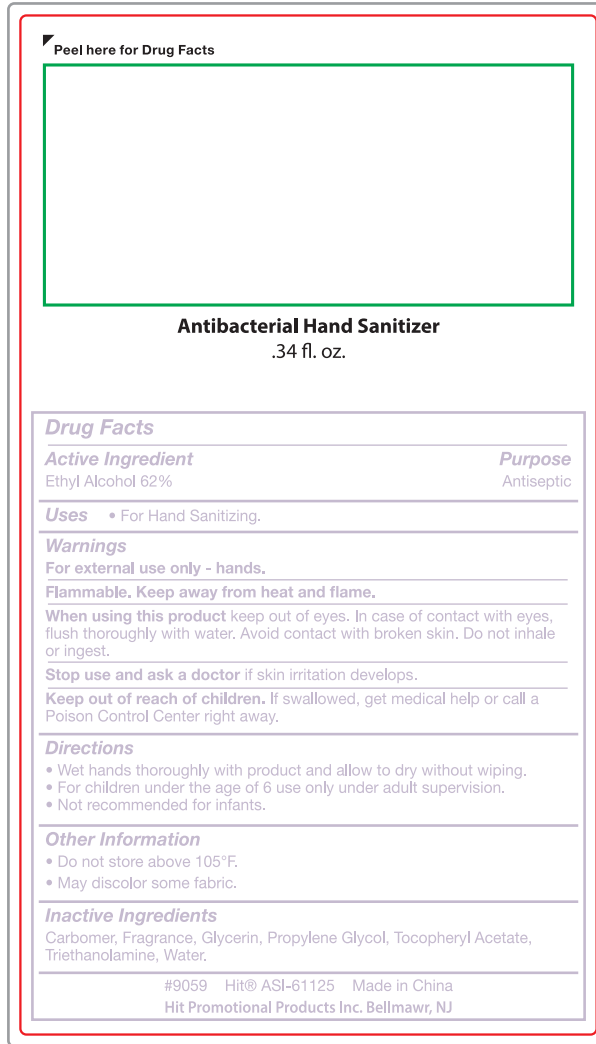 Peel here for Drug Facts
Antibacterial Hand Sanitizer
.34 fl. oz.
Drug Facts
Active Ingredient Purpose
Ethyl Alcohol 62% Antiseptic
Uses • For Hand Sanitizing.
Warnings
For external use only - hands.
Flammable. Keep away from heat and flame.
When using this product keep out of eyes. In case of contact with eyes,
flush thoroughly with water. Avoid contact with broken skin. Do not inhale
or ingest.
Stop use and ask a doctor if skin irritation develops.
Keep out of reach of children. If swallowed, get medical help or call a
Poison Control Center right away.
Directions
• Wet hands thoroughly with product and allow to dry without wiping.
• For children under the age of 6 use only under adult supervision.
• Not recommended for infants.
Other Information
• Do not store above 105°F.
• May discolor some fabric.
Inactive Ingredients
Carbomer, Fragrance, Glycerin, Propylene Glycol, Tocopheryl Acetate,
Triethanolamine, Water.
#9059 Hit® ASI-61125 Made in China
Hit Promotional Products Inc. Bellmawr, NJ